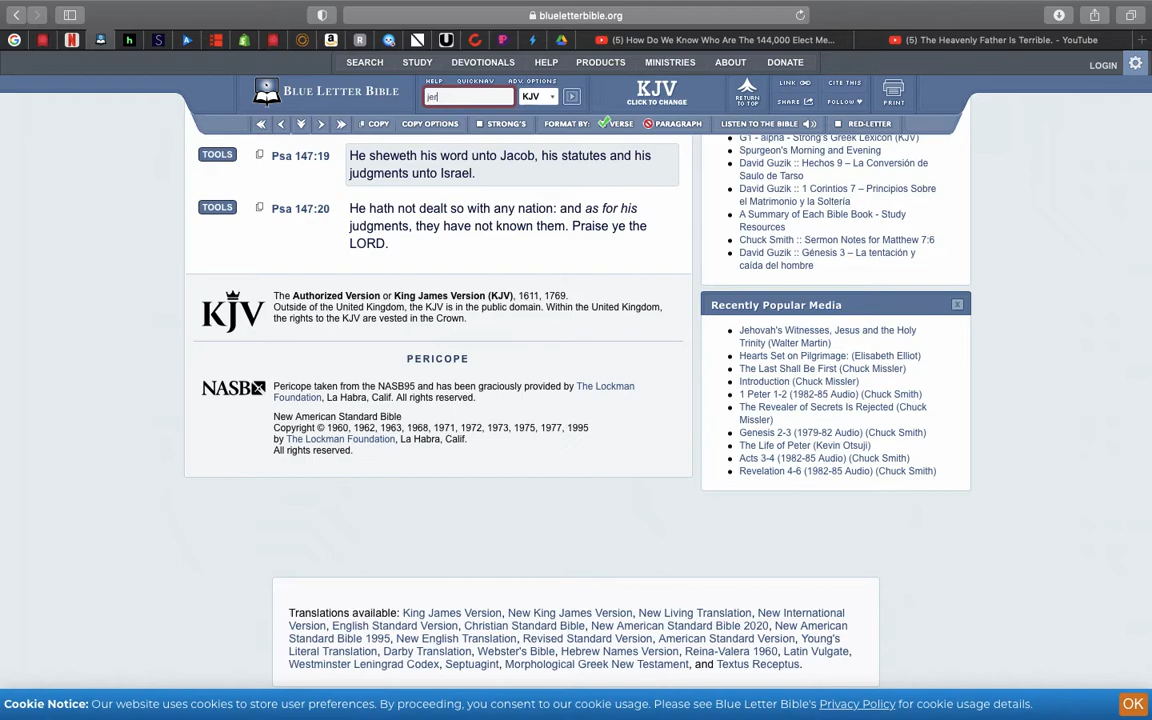 blueletterbible.org
(5) How Do We Know Who Are The 144,000 Elect Me...
(5) The Heavenly Father Is Terrible. - YouTube
SEARCH STUDY DEVOTIONALS HELP PRODUCTS MINISTRIES ABOUT DONATE
LOGIN
HELP QUICKNAV ADV. OPTIONS
BLUE LETTER BIBLE
jer
KJV
KJV
CLICK TO CHANGE
RETURN
TO TOP
LINK
CITE THIS
SHARE
FOLLOW
PRINT
COPY COPY OPTIONS STRONG'S FORMAT BY: VERSE PARAGRAPH LISTEN TO THE BIBLE RED-LETTER
TOOLS
Psa 147:19
He sheweth his word unto Jacob, his statutes and his
judgments unto Israel.
TOOLS
Psa 147:20
He hath not dealt so with any nation: and as for his
judgments, they have not known them. Praise ye the
LORD.
KJV
The Authorized Version or King James Version (KJV), 1611, 1769.
Outside of the United Kingdom, the KJV is in the public domain. Within the United Kingdom,
the rights to the KJV are vested in the Crown.
PERICOPE
NASB
Pericope taken from the NASB95 and has been graciously provided by The Lockman
Foundation, La Habra, Calif. All rights reserved.
New American Standard Bible
Copyright © 1960, 1962, 1963, 1968, 1971, 1972, 1973, 1975, 1977, 1995
by The Lockman Foundation, La Habra, Calif.
All rights reserved.
G1 - alpha - Strong's Greek Lexicon (KJV)
Spurgeon's Morning and Evening
David Guzik :: Hechos 9 – La Conversión de
Saulo de Tarso
David Guzik :: 1 Corintios 7 – Principios Sobre
el Matrimonio y la Soltería
A Summary of Each Bible Book - Study
Resources
Chuck Smith :: Sermon Notes for Matthew 7:6
David Guzik :: Génesis 3 – La tentación y
caída del hombre
Recently Popular Media
Jehovah's Witnesses, Jesus and the Holy
Trinity (Walter Martin)
Hearts Set on Pilgrimage: (Elisabeth Elliot)
The Last Shall Be First (Chuck Missler)
Introduction (Chuck Missler)
1 Peter 1-2 (1982-85 Audio) (Chuck Smith)
The Revealer of Secrets Is Rejected (Chuck
Missler)
Genesis 2-3 (1979-82 Audio) (Chuck Smith)
The Life of Peter (Kevin Otsuji)
Acts 3-4 (1982-85 Audio) (Chuck Smith)
Revelation 4-6 (1982-85 Audio) (Chuck Smith)
Translations available: King James Version, New King James Version, New Living Translation, New International
Version, English Standard Version, Christian Standard Bible, New American Standard Bible 2020, New American
Standard Bible 1995, New English Translation, Revised Standard Version, American Standard Version, Young's
Literal Translation, Darby Translation, Webster's Bible, Hebrew Names Version, Reina-Valera 1960, Latin Vulgate,
Westminster Leningrad Codex, Septuagint, Morphological Greek New Testament, and Textus Receptus.
Cookie Notice: Our website uses cookies to store user preferences. By proceeding, you consent to our cookie usage. Please see Blue Letter Bible's Privacy Policy for cookie usage details.
OK